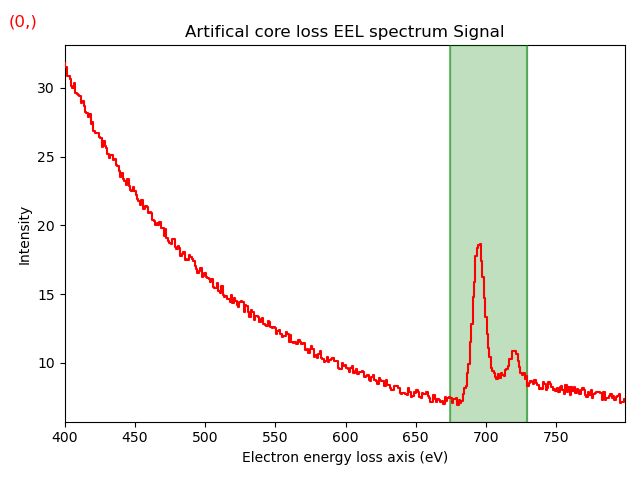 (0,)
Artifical core loss EEL spectrum Signal
30
25
20
15
10
Intensity
400 450 500 550 600 650 700 750
Electron energy loss axis (eV)